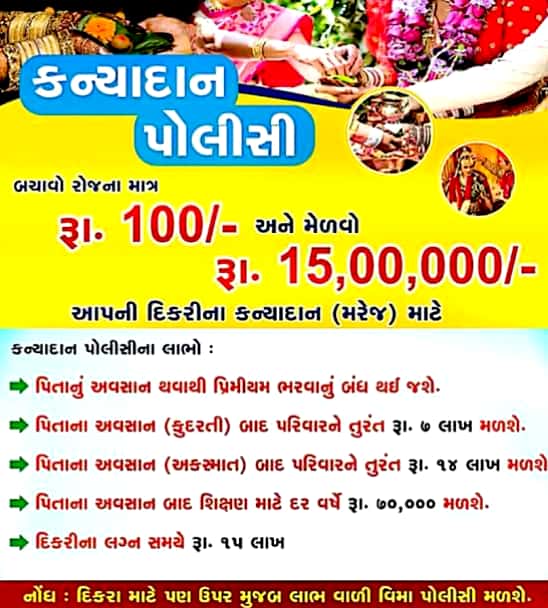 કન્યાદાન
પોલીસી
બચાવો રોજના માત્ર
રૂા. 100/- અને મેળવો
રૂા. 15,00,000/-
આપની દિકરીના કન્યાદાન (મરેજ) માટે
કન્યાદાન પોલીસીના લાભો :
પિતાનું અવસાન થવાથી પ્રિમીયમ ભરવાનું બંધ થઈ જશે.
પિતાના અવસાન (કુદરતી) બાદ પરિવારને તુરંત રૂા. ૭ લાખ મળશે.
પિતાના અવસાન (અકસ્માત) બાદ પરિવારને તુરંત રૂા. ૧૪ લાખ મળશે
પિતાના અવસાન બાદ શિક્ષણ માટે દર વર્ષે રૂા. ૭૦,૦૦૦ મળશે.
દિકરીના લગ્ન સમયે રૂા. ૧૫ લાખ
નોંધ : દિકરા માટે પણ ઉપર મુજબ લાભ વાળી વિમા પોલીસી મળશે.